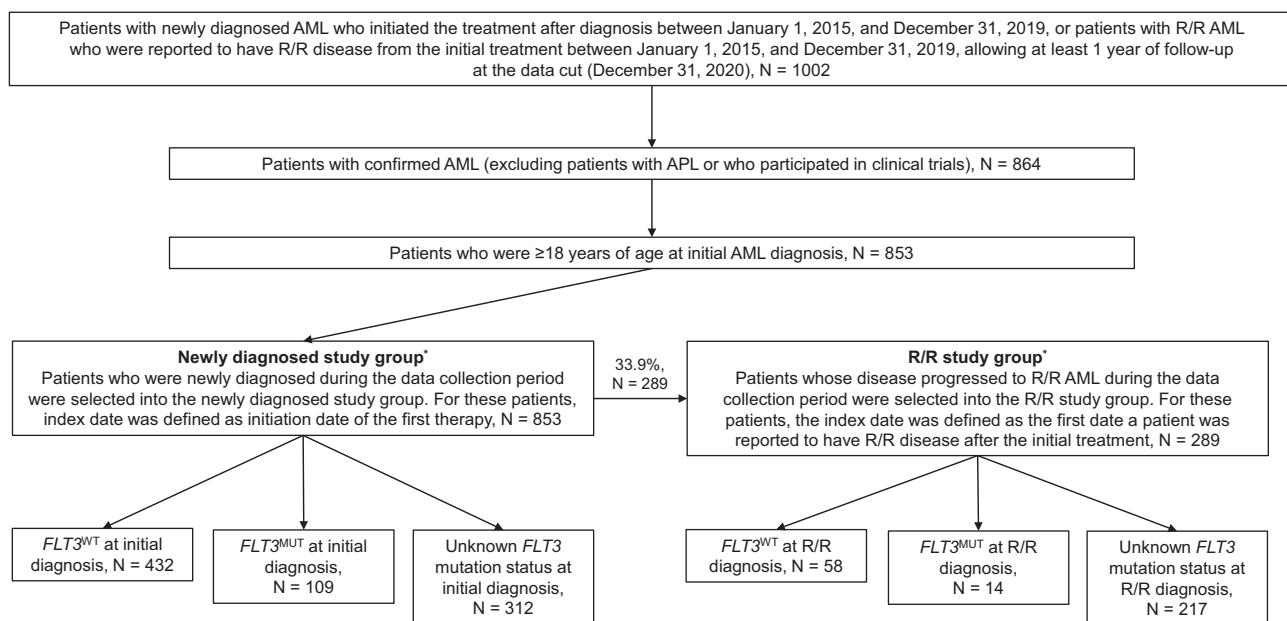 Patients with newly diagnosed AML who initiated the treatment after diagnosis between January 1, 2015, and December 31, 2019, or patients with R/R AML
who were reported to have R/R disease from the initial treatment between January 1, 2015, and December 31, 2019, allowing at least 1 year of follow-up
at the data cut (December 31, 2020), N = 1002
Patients with confirmed AML (excluding patients with APL or who participated in clinical trials), N = 864
Patients who were ≥18 years of age at initial AML diagnosis, N = 853
Newly diagnosed study group*
Patients who were newly diagnosed during the data collection period
were selected into the newly diagnosed study group. For these patients,
index date was defined as initiation date of the first therapy, N = 853
33.9%,
N = 289
R/R study group*
Patients whose disease progressed to R/R AML during the data
collection period were selected into the R/R study group. For these
patients, the index date was defined as the first date a patient was
reported to have R/R disease after the initial treatment, N = 289
FLT3WT at initial
diagnosis, N = 432
FLT3MUT at initial
diagnosis,
N = 109
Unknown FLT3
mutation status at
initial diagnosis,
N = 312
FLT3WT at R/R
diagnosis, N = 58
FLT3MUT at R/R
diagnosis,
N = 14
Unknown FLT3
mutation status at
R/R diagnosis,
N = 217